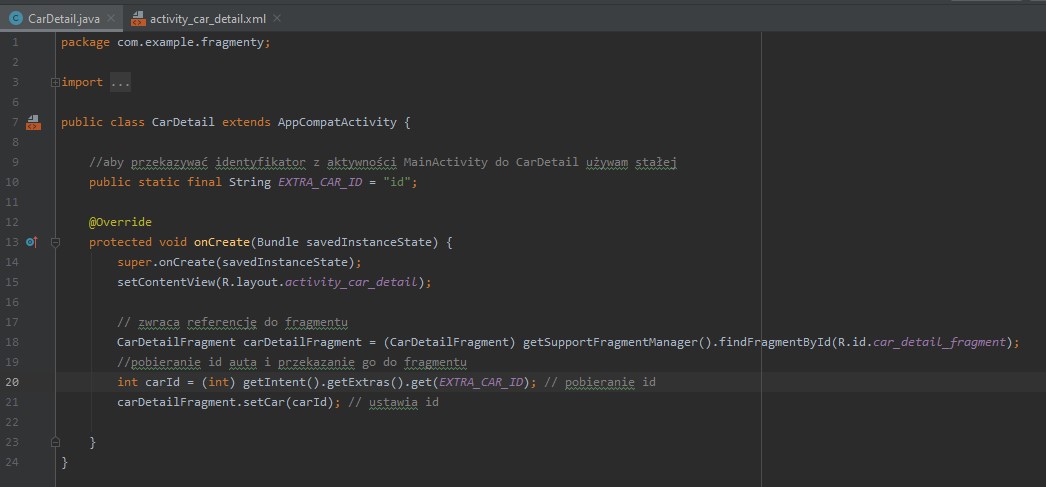 CarDetail.java activity_car_detail.xml
1 package com.example.fragmenty;
2
3 import ...
6
7 public class CarDetail extends AppCompatActivity {
8
9 //aby przekazywać identyfikator z aktywności MainActivity do CarDetail używam stałej
10 public static final String EXTRA_CAR_ID = "id";
11
12 @Override
13 protected void onCreate(Bundle savedInstanceState) {
14 super.onCreate(savedInstanceState);
15 setContentView(R.layout.activity_car_detail);
16
17 // zwraca referencję do fragmentu
18 CarDetailFragment carDetailFragment = (CarDetailFragment) getSupportFragmentManager().findFragmentById(R.id.car_detail_fragment);
19 //pobieranie id auta i przekazanie go do fragmentu
20 int carId = (int) getIntent().getExtras().get(EXTRA_CAR_ID); // pobieranie id
21 carDetailFragment.setCar(carId); // ustawia id
22
23 }
24 }